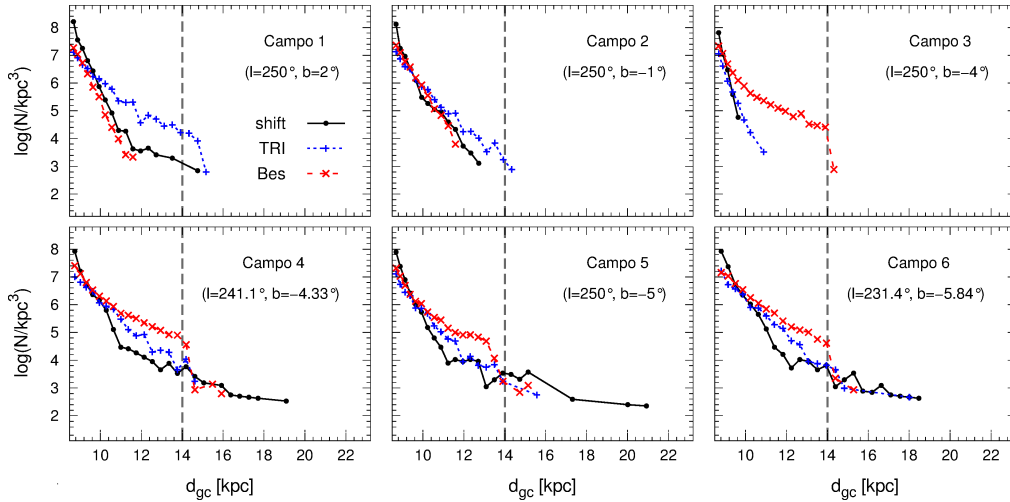 8
7
6
5
4
3
2
log(N/kpc³)
Campo 1
(l=250°, b=2°)
shift
TRI
Bes
Campo 2
(l=250°, b=−1°)
Campo 3
(l=250°, b=−4°)
8
7
6
5
4
3
2
log(N/kpc³)
Campo 4
(l=241.1°, b=−4.33°)
Campo 5
(l=250°, b=−5°)
Campo 6
(l=231.4°, b=−5.84°)
10 12 14 16 18 20 22
10 12 14 16 18 20 22
10 12 14 16 18 20 22
d_gc [kpc]
d_gc [kpc]
d_gc [kpc]